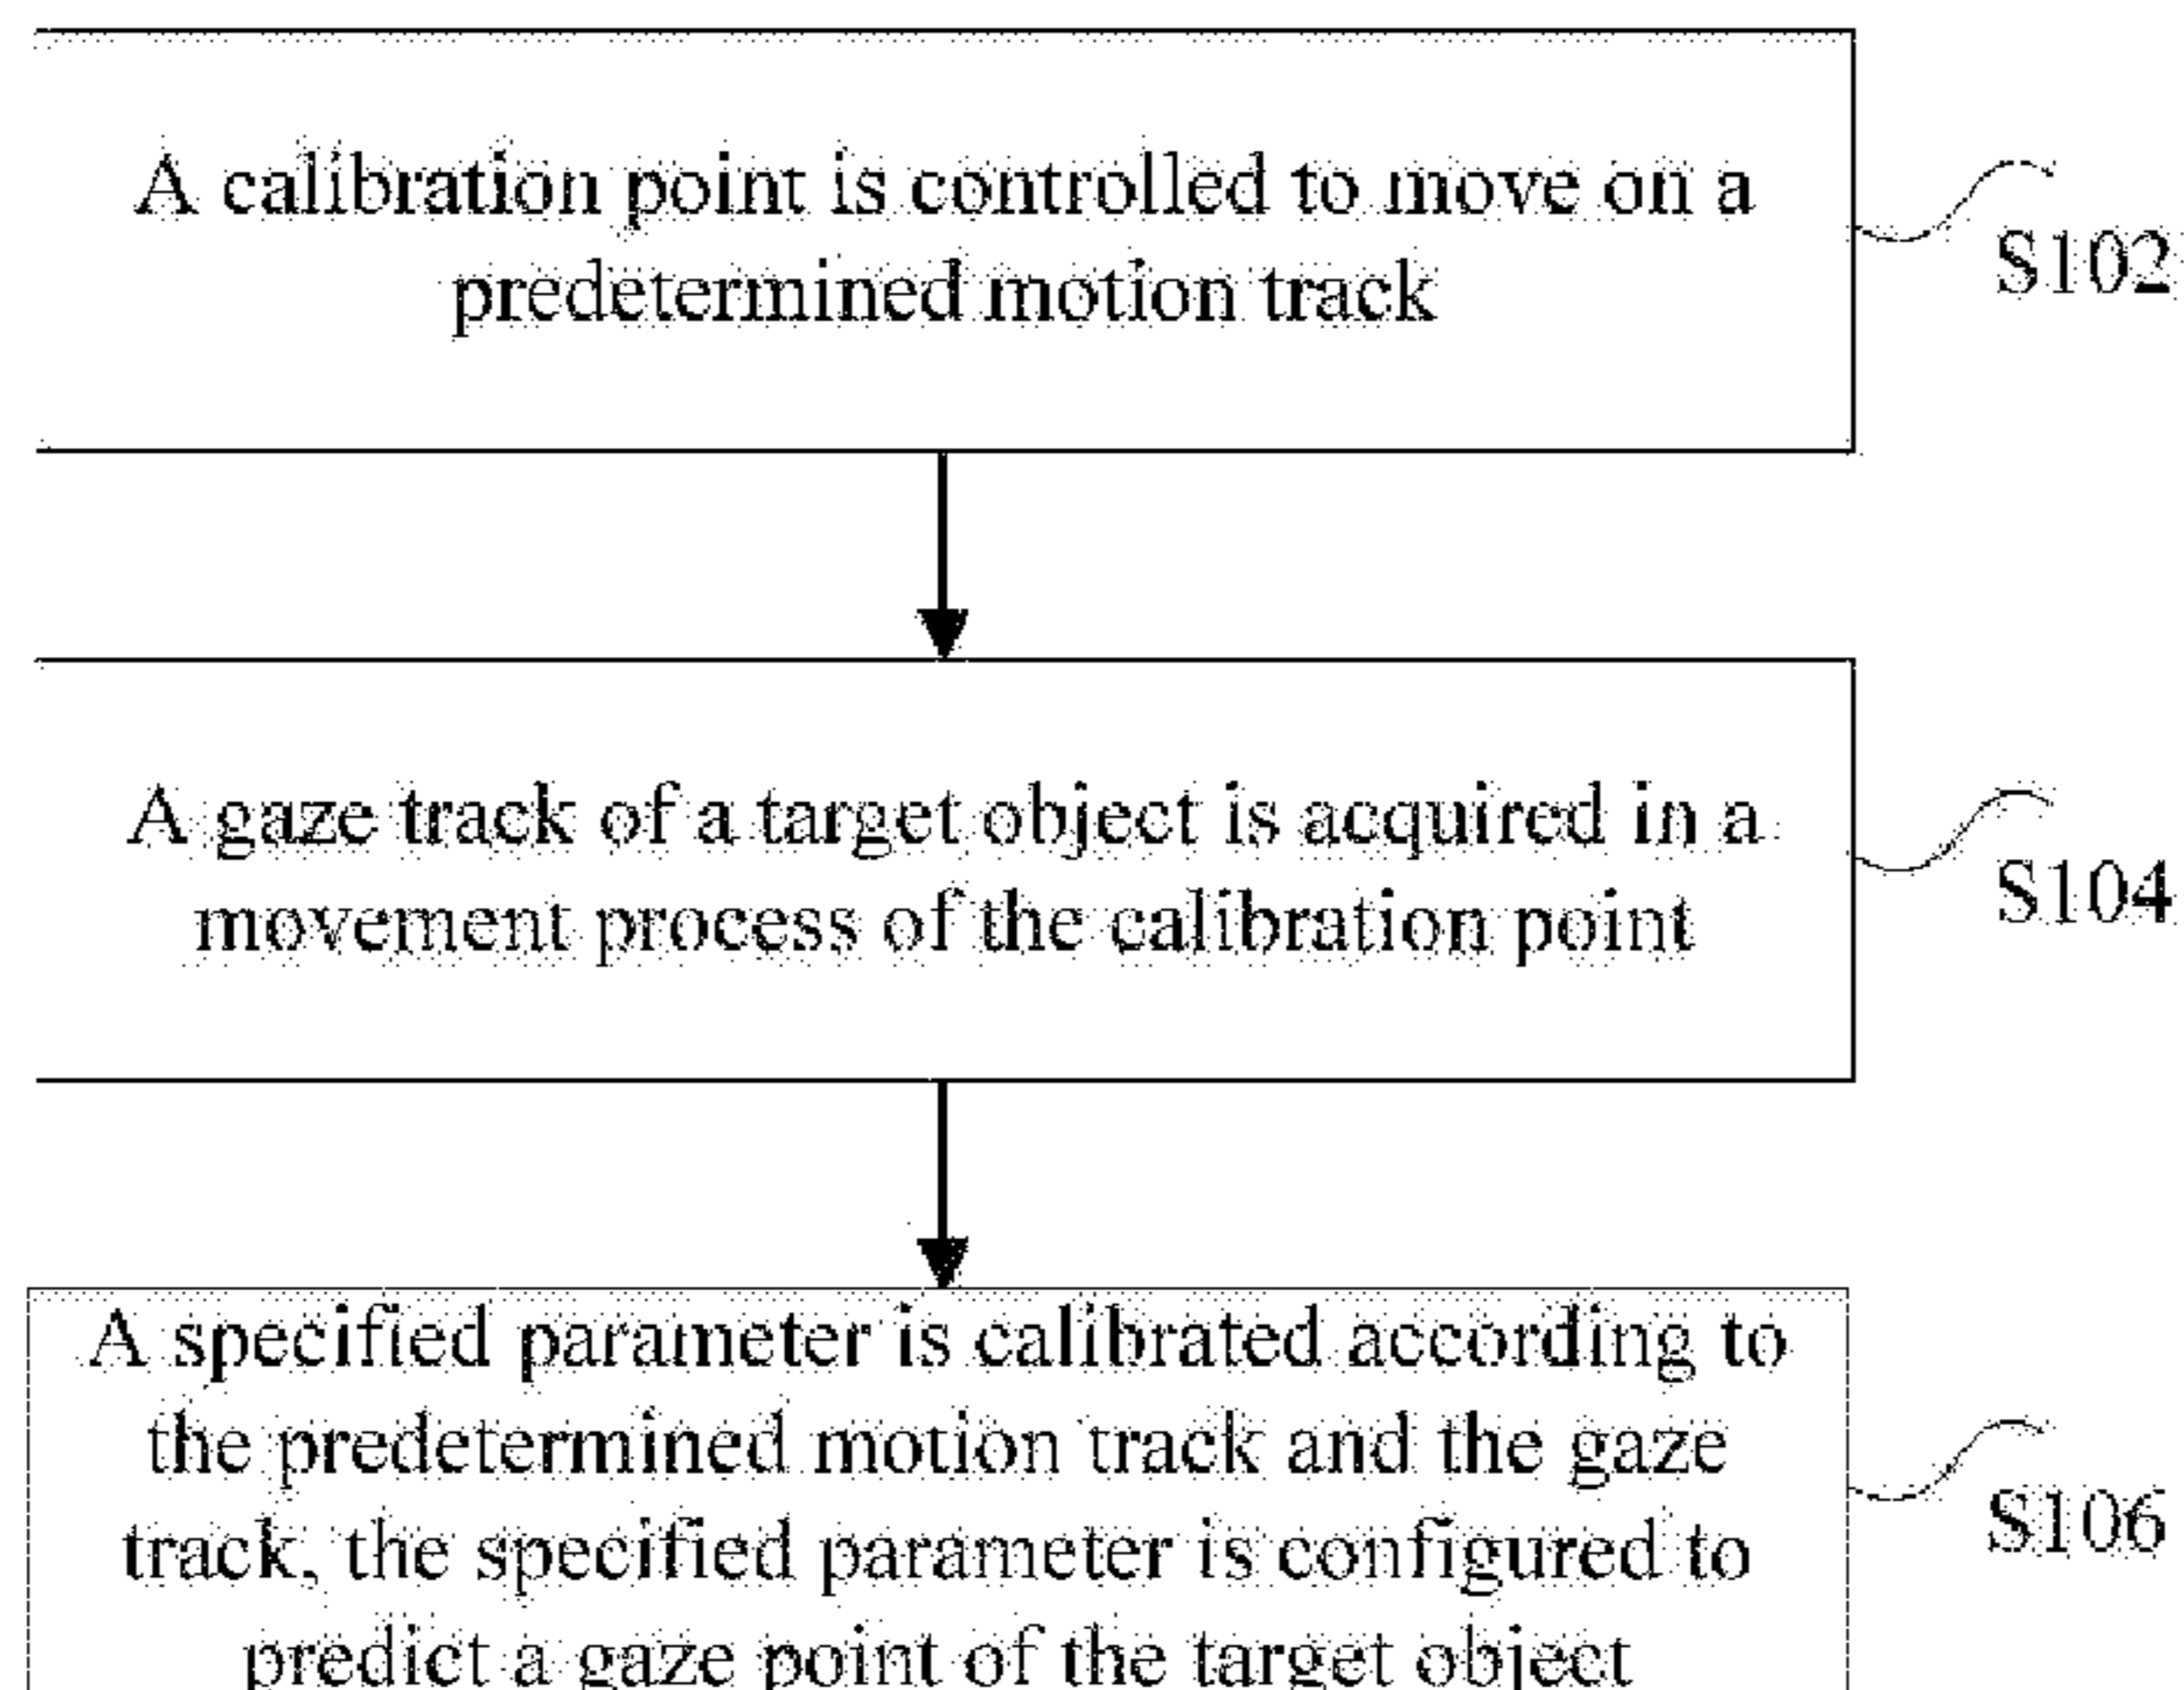 A calibration point is controlled to move on a
predetermined motion track
S102
A gaze track of a target object is acquired in a
movement process of the calibration point
S104
A specified parameter is calibrated according to
the predetermined motion track and the gaze
track, the specified parameter is configured to
predict a gaze point of the target object
S106